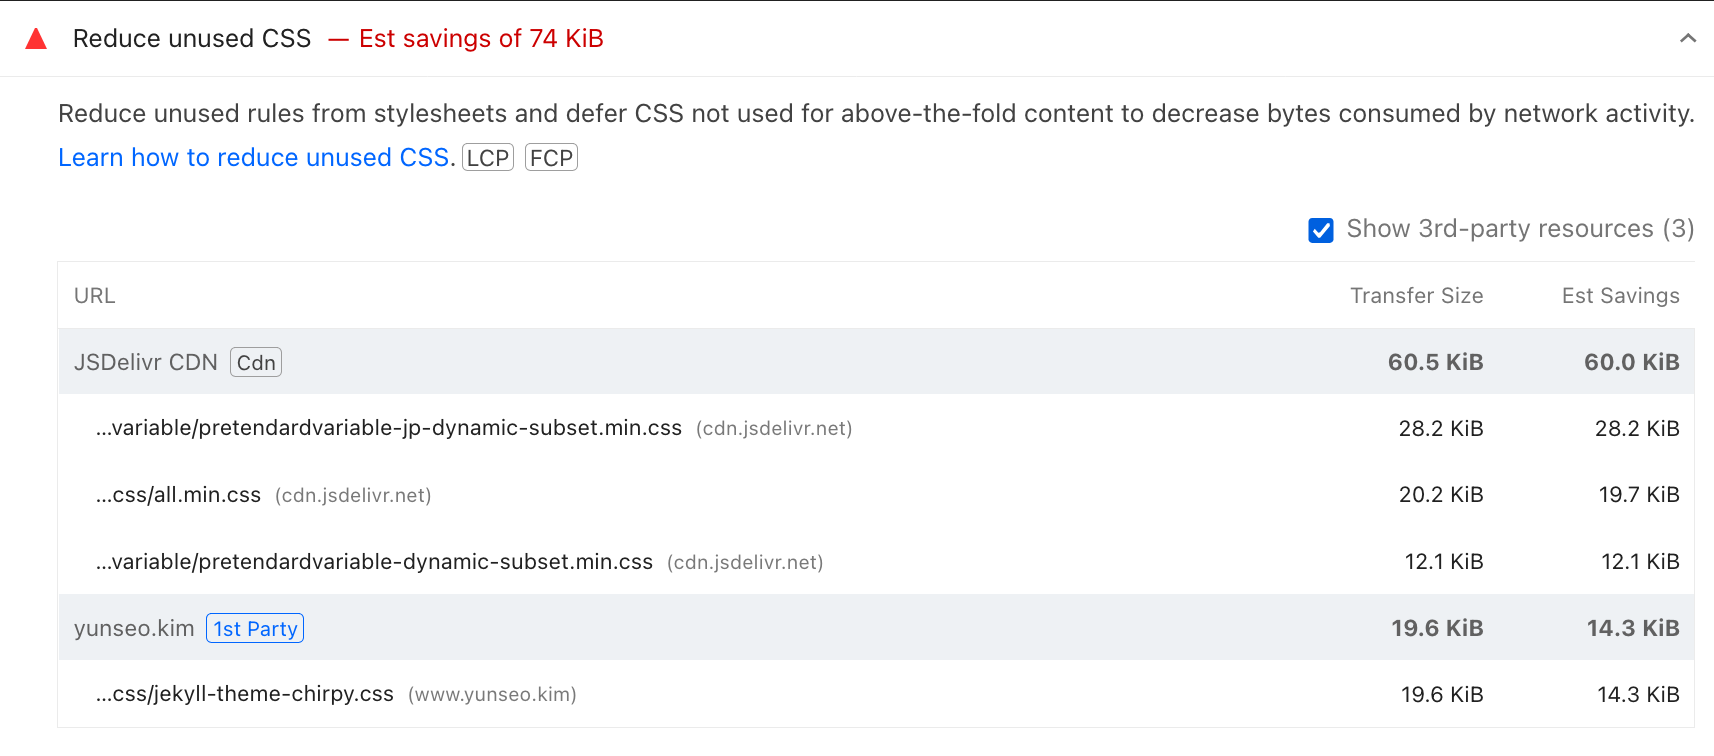 Reduce unused CSS — Est savings of 74 KiB
Reduce unused rules from stylesheets and defer CSS not used for above-the-fold content to decrease bytes consumed by network activity.
Learn how to reduce unused CSS. LCP FCP
Show 3rd-party resources (3)
URL Transfer Size Est Savings
JSDelivr CDN Cdn 60.5 KiB 60.0 KiB
…variable/pretendardvariable-jp-dynamic-subset.min.css (cdn.jsdelivr.net) 28.2 KiB 28.2 KiB
…css/all.min.css (cdn.jsdelivr.net) 20.2 KiB 19.7 KiB
…variable/pretendardvariable-dynamic-subset.min.css (cdn.jsdelivr.net) 12.1 KiB 12.1 KiB
yunseo.kim 1st Party 19.6 KiB 14.3 KiB
…css/jekyll-theme-chirpy.css (www.yunseo.kim) 19.6 KiB 14.3 KiB